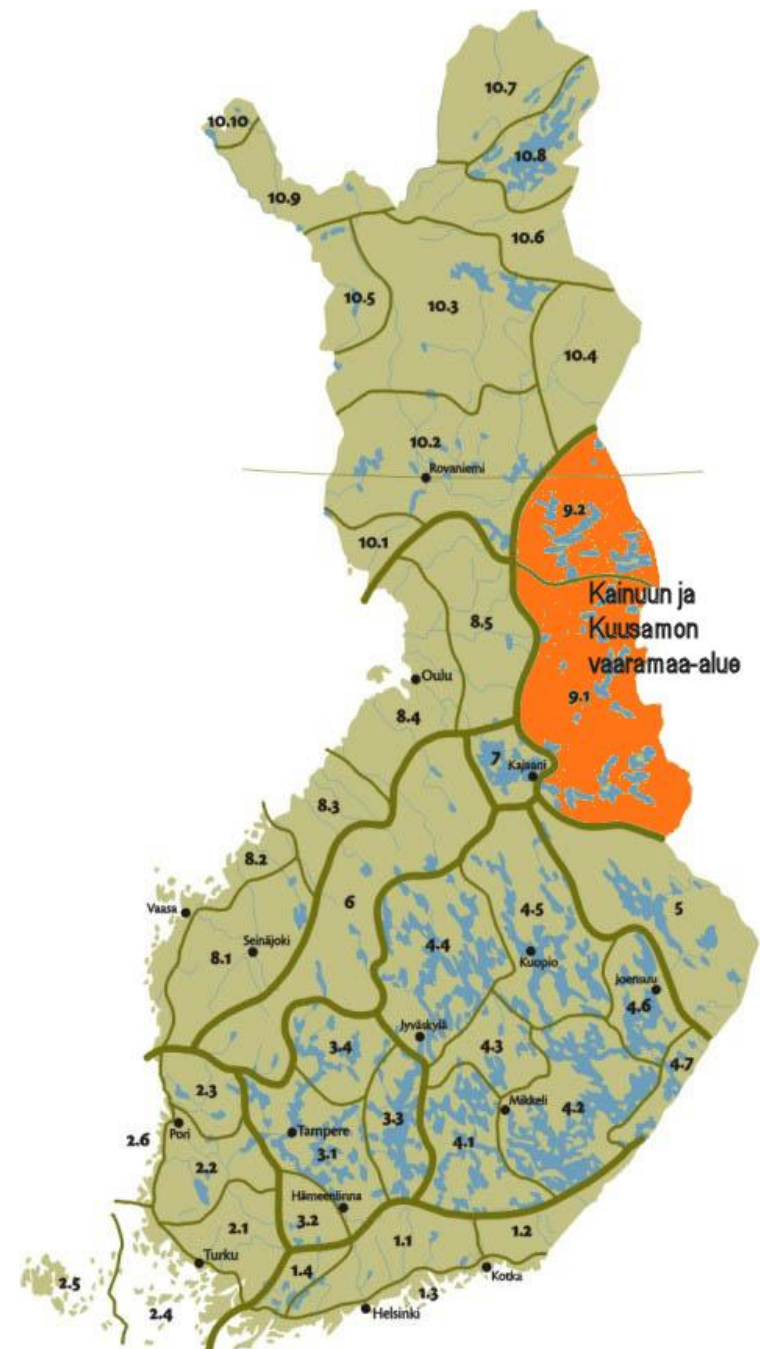 10.7
10.10
10.8
10.9
10.6
10.5
10.3
10.4
10.2
Rovaniemi
9.2
10.1
Kainuun ja
Kuusamon
vaaramaa-alue
8.5
Oulu
9.1
8.4
7
Kajaani
8.3
8.2
6
5
Vaasa
4.5
4.4
8.1
Seinäjoki
Kuopio
Joensuu
4.6
Jyväskylä
3.4
4.3
4.7
2.3
Mikkeli
4.2
3.3
Pori
2.6
Tampere
4.1
3.1
2.2
Hämeenlinna
3.2
2.1
1.1
1.2
Turku
1.4
2.5
Kotka
1.3
2.4
Helsinki